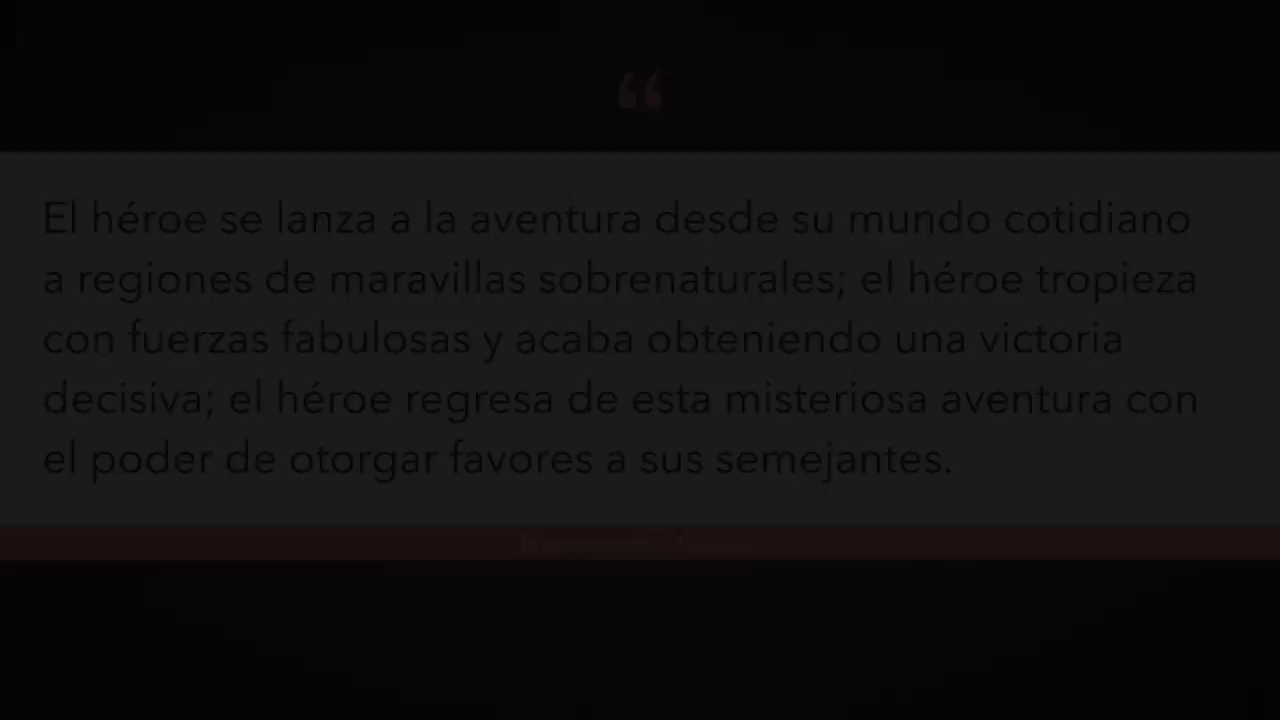 “
El héroe se lanza a la aventura desde su mundo cotidiano
a regiones de maravillas sobrenaturales; el héroe tropieza
con fuerzas fabulosas y acaba obteniendo una victoria
decisiva; el héroe regresa de esta misteriosa aventura con
el poder de otorgar favores a sus semejantes.